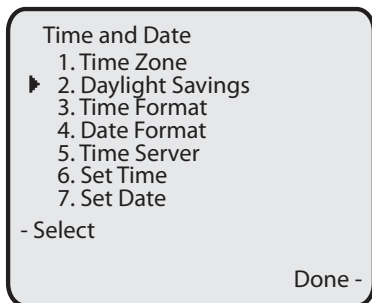 Time and Date
1. Time Zone
2. Daylight Savings
3. Time Format
4. Date Format
5. Time Server
6. Set Time
7. Set Date
- Select
Done -